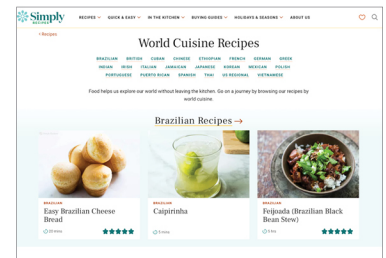 Simply
RECIPES
RECIPES QUICK & EASY IN THE KITCHEN BUYING GUIDES HOLIDAYS & SEASONS ABOUT US
< Recipes
World Cuisine Recipes
BRAZILIAN BRITISH CUBAN CHINESE ETHIOPIAN FRENCH GERMAN GREEK
INDIAN IRISH ITALIAN JAMAICAN JAPANESE KOREAN MEXICAN POLISH
PORTUGUESE PUERTO RICAN SPANISH THAI US REGIONAL VIETNAMESE
Food helps us explore our world without leaving the kitchen. Go on a journey by browsing our recipes by
world cuisine.
Brazilian Recipes →
BRAZILIAN
Easy Brazilian Cheese
Bread
BRAZILIAN
Caipirinha
5 mins
BRAZILIAN
Feijoada (Brazilian Black
Bean Stew)